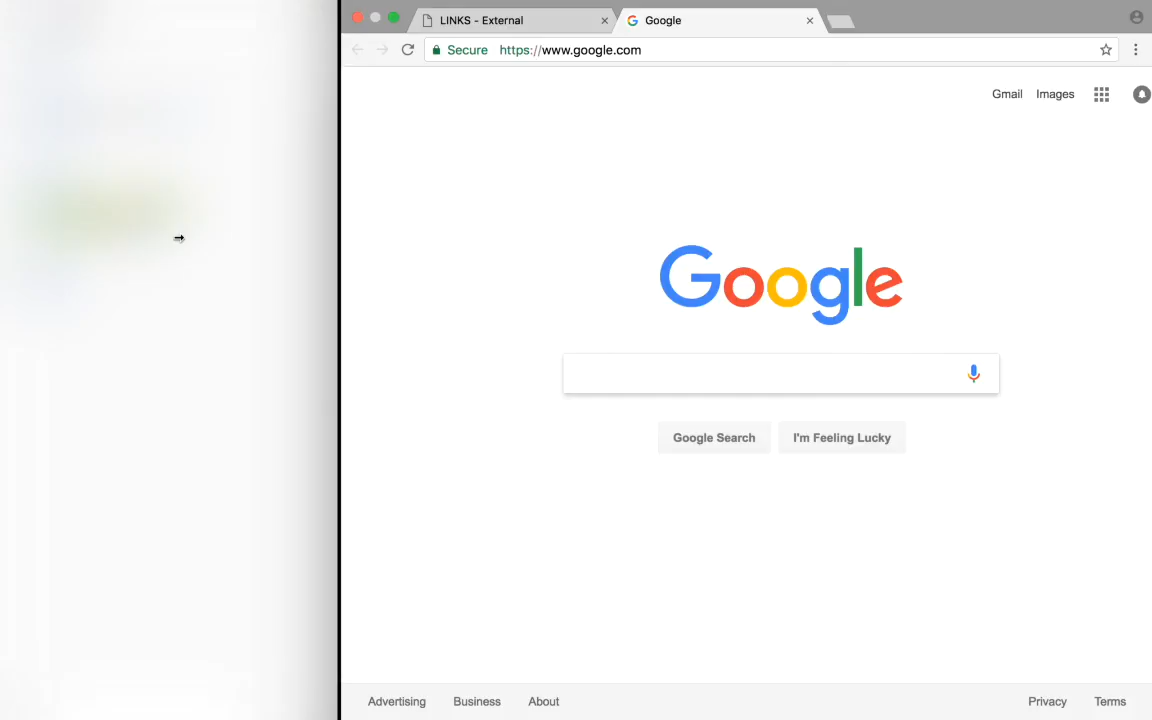 LINKS - External
Google
Secure https://www.google.com
Gmail Images
Google
Google Search I'm Feeling Lucky
Advertising Business About Privacy Terms